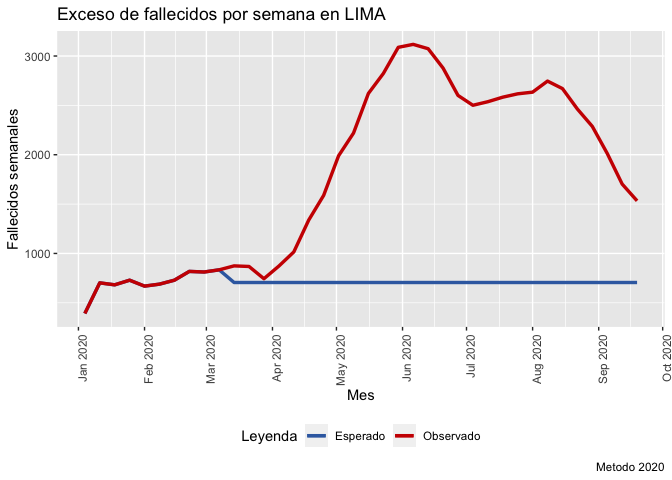 Exceso de fallecidos por semana en LIMA
Fallecidos semanales
3000
2000
1000
Jan 2020
Feb 2020
Mar 2020
Apr 2020
May 2020
Jun 2020
Jul 2020
Aug 2020
Sep 2020
Oct 2020
Mes
Leyenda Esperado Observado
Metodo 2020